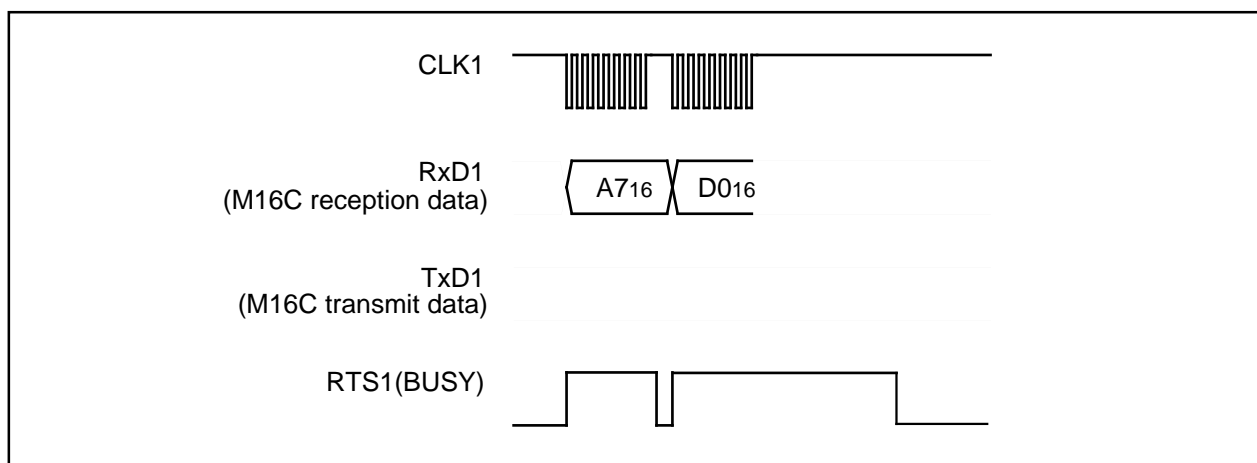 CLK1
RxD1
(M16C reception data)
A716
D016
TxD1
(M16C transmit data)
RTS1(BUSY)